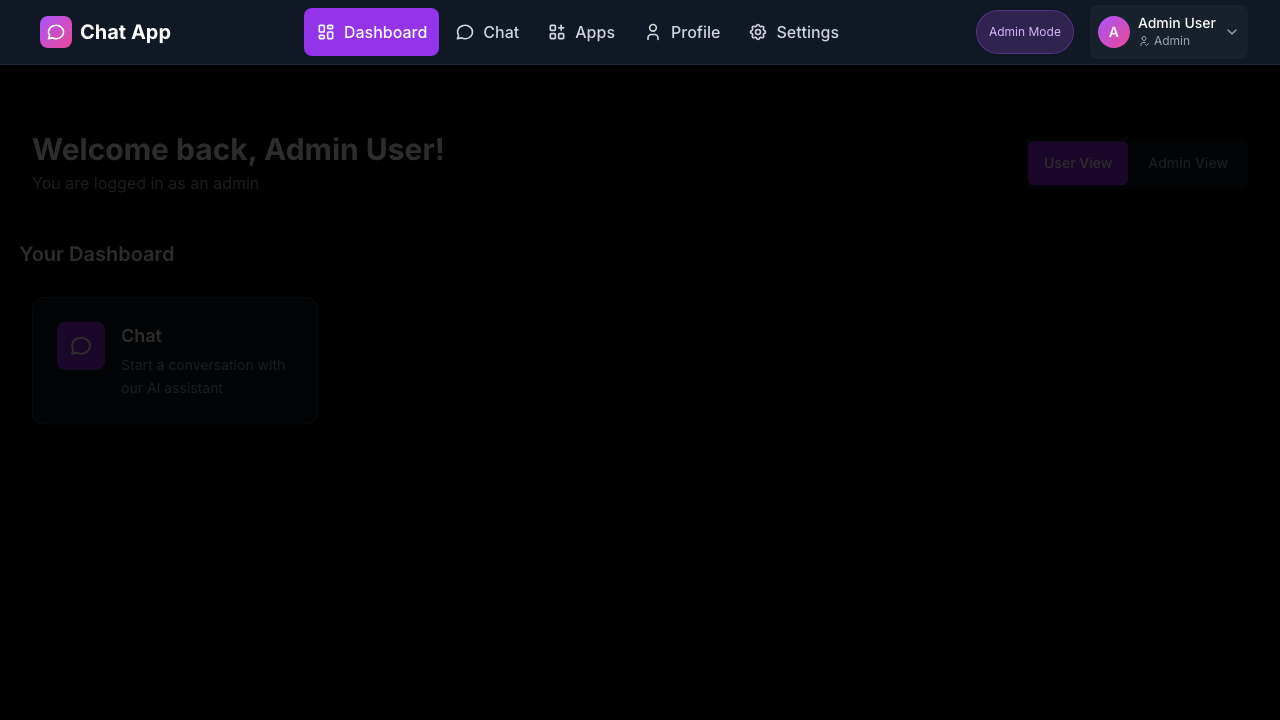 Chat App
Dashboard
Chat
Apps
Profile
Settings
Admin Mode
A
Admin User
Admin
Welcome back, Admin User!
You are logged in as an admin
User View
Admin View
Your Dashboard
Chat
Start a conversation with
our AI assistant